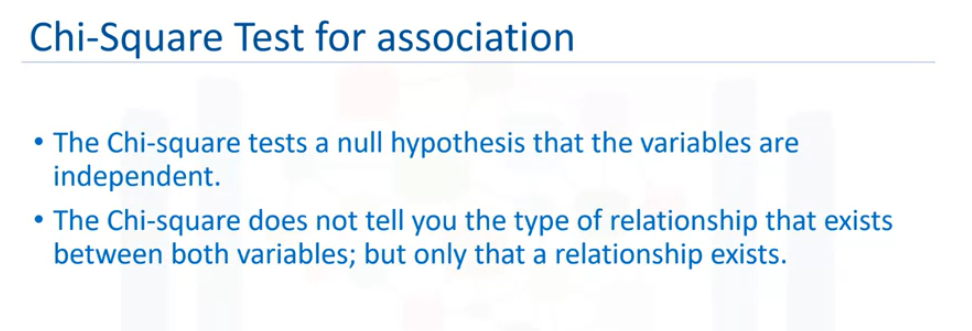 Chi-Square Test for association
• The Chi-square tests a null hypothesis that the variables are
independent.
• The Chi-square does not tell you the type of relationship that exists
between both variables; but only that a relationship exists.